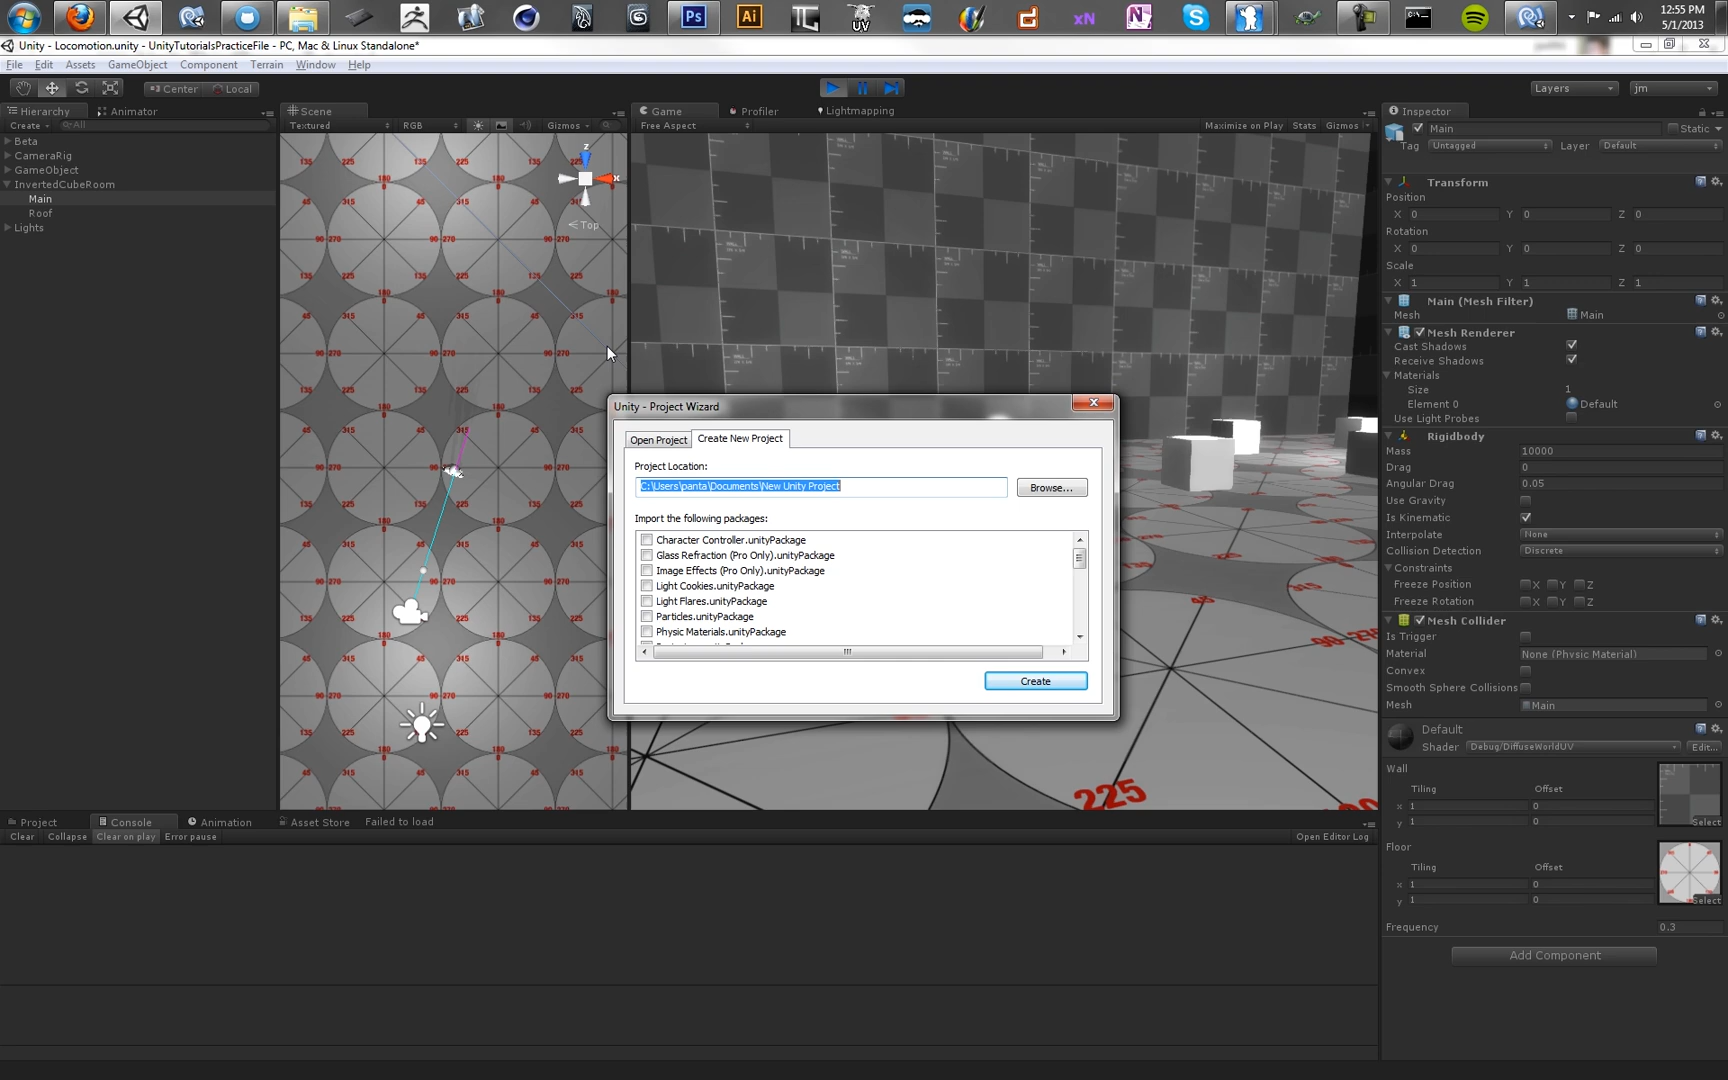 12:55 PM
5/1/2013
Unity - Locomotion.unity - UnityTutorialsPracticeFile - PC, Mac & Linux Standalone*
File Edit Assets GameObject Component Terrain Window Help
Center Local Layers jm
Hierarchy Animator Scene Game Profiler Lightmapping Inspector
Create All Textured RGB Gizmos Free Aspect Maximize on Play Stats Gizmos
Beta
CameraRig
GameObject
InvertedCubeRoom
Main
Roof
Lights
z
x
Top
Main Static
Tag Untagged Layer Default
Transform
Position
X 0 Y 0 Z 0
Rotation
X 0 Y 0 Z 0
Scale
X 1 Y 1 Z 1
Main (Mesh Filter)
Mesh Main
Mesh Renderer
Cast Shadows
Receive Shadows
Materials
Size 1
Element 0 Default
Use Light Probes
Rigidbody
Mass 10000
Drag 0
Angular Drag 0.05
Use Gravity
Is Kinematic
Interpolate None
Collision Detection Discrete
Constraints
Freeze Position X Y Z
Freeze Rotation X Y Z
Mesh Collider
Is Trigger
Material None (Physic Material)
Convex
Smooth Sphere Collisions
Mesh Main
Default
Shader Debug/DiffuseWorldUV Edit...
Wall
Tiling Offset
x 1 0
y 1 0
Select
Floor
Tiling Offset
x 1 0
y 1 0
Select
Frequency 0.3
Add Component
Unity - Project Wizard
Open Project Create New Project
Project Location:
C:\Users\panta\Documents\New Unity Project
Browse...
Import the following packages:
Character Controller.unityPackage
Glass Refraction (Pro Only).unityPackage
Image Effects (Pro Only).unityPackage
Light Cookies.unityPackage
Light Flares.unityPackage
Particles.unityPackage
Physic Materials.unityPackage
Create
225
Project Console Animation Asset Store Failed to load
Clear Collapse Clear on play Error pause Open Editor Log